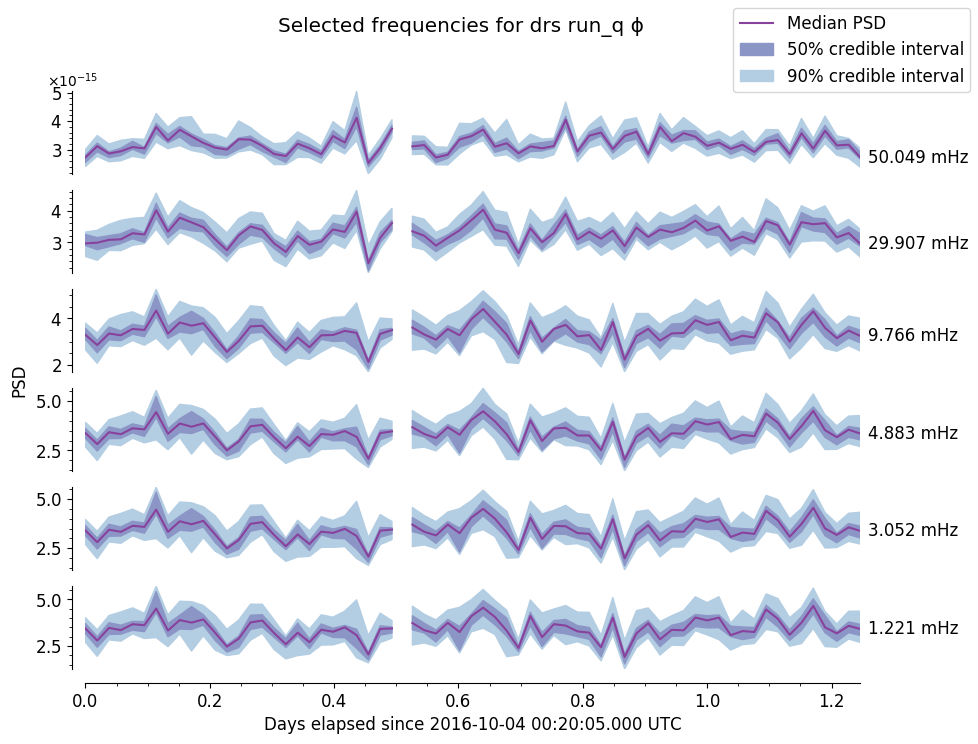 Selected frequencies for drs run_q ϕ
Median PSD
50% credible interval
90% credible interval
×10⁻¹⁵
5
4
3
50.049 mHz
4
3
29.907 mHz
4
2
9.766 mHz
PSD
5.0
2.5
4.883 mHz
5.0
2.5
3.052 mHz
5.0
2.5
1.221 mHz
0.0 0.2 0.4 0.6 0.8 1.0 1.2
Days elapsed since 2016-10-04 00:20:05.000 UTC